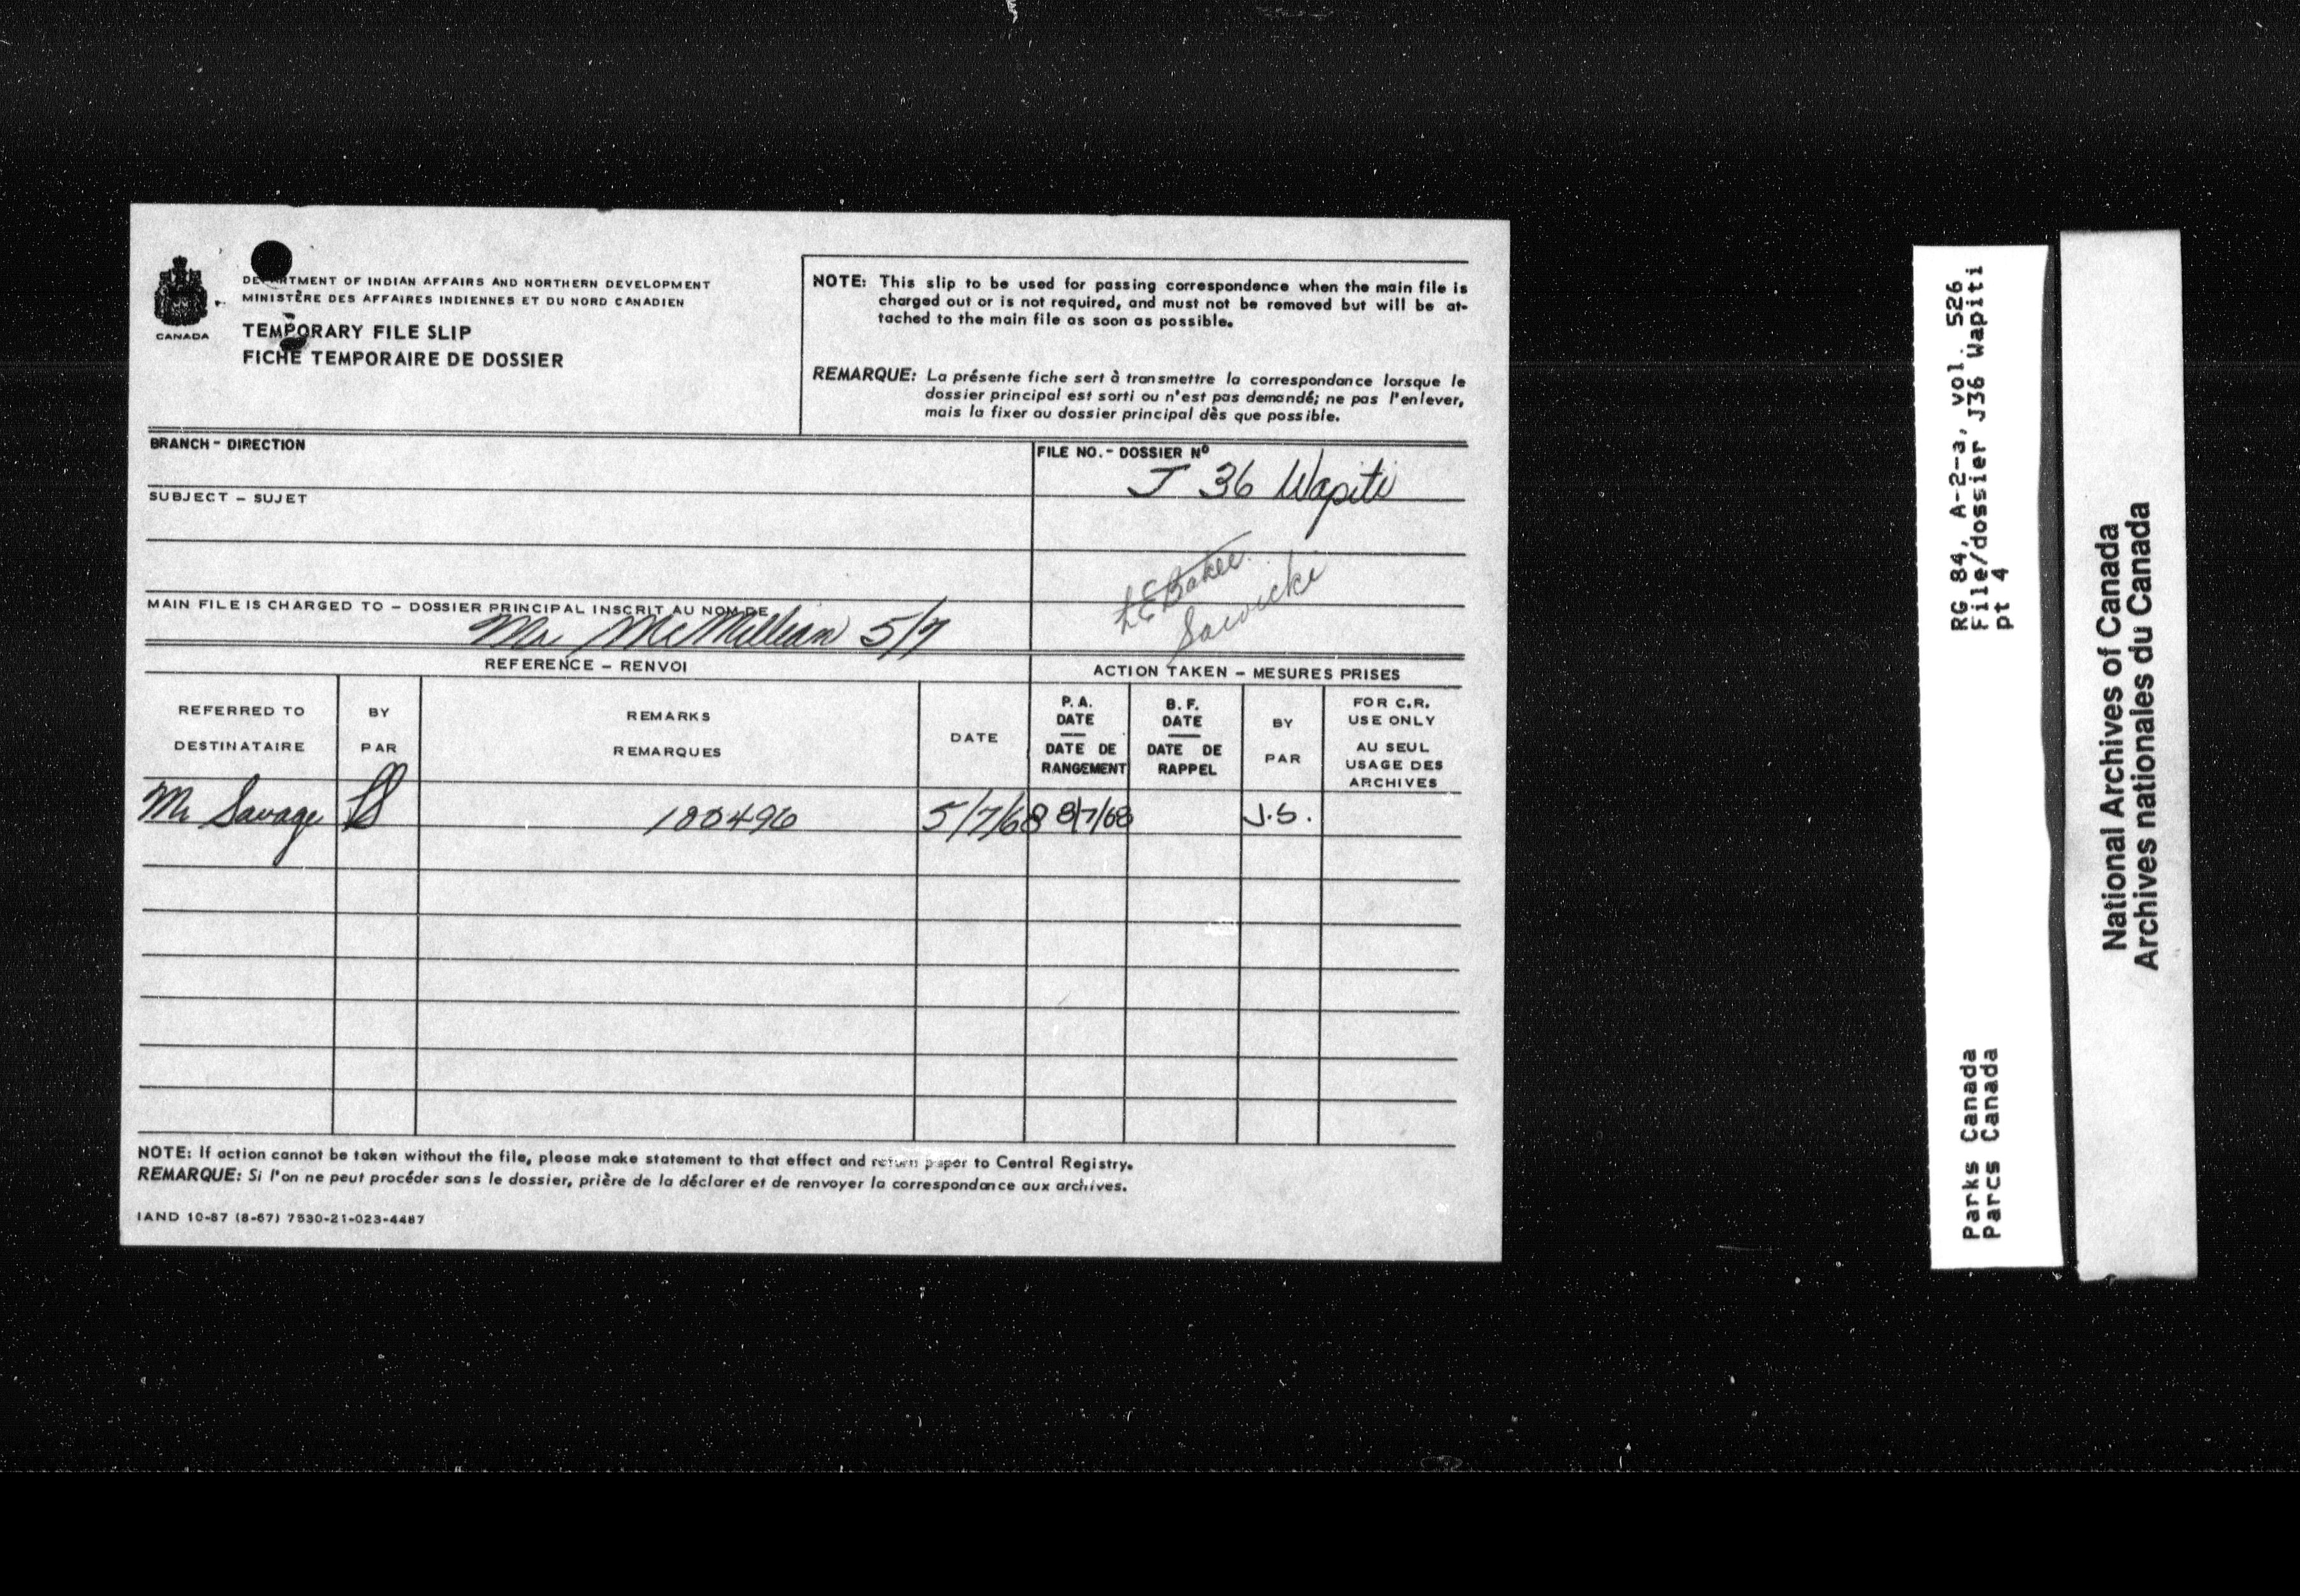 DEPARTMENT OF INDIAN AFFAIRS AND NORTHERN DEVELOPMENT
MINISTÈRE DES AFFAIRES INDIENNES ET DU NORD CANADIEN
CANADA
TEMPORARY FILE SLIP
FICHE TEMPORAIRE DE DOSSIER
NOTE: This slip to be used for passing correspondence when the main file is
charged out or is not required, and must not be removed but will be at-
tached to the main file as soon as possible.
REMARQUE: La présente fiche sert à transmettre la correspondance lorsque le
dossier principal est sorti ou n'est pas demandé; ne pas l'enlever,
mais la fixer au dossier principal dès que possible.
BRANCH - DIRECTION
FILE NO. - DOSSIER Nº
J 36 Wapiti
SUBJECT - SUJET
Baker
Sawicki
MAIN FILE IS CHARGED TO - DOSSIER PRINCIPAL INSCRIT AU NOM DE
Mr. McMillian 5/7
REFERENCE - RENVOI
ACTION TAKEN - MESURES PRISES
REFERRED TO
DESTINATAIRE
BY
PAR
REMARKS
REMARQUES
DATE
P.A.
DATE
DATE DE
RANGEMENT
B.F.
DATE
DATE DE
RAPPEL
BY
PAR
FOR C.R.
USE ONLY
AU SEUL
USAGE DES
ARCHIVES
Mr Savage 100496 5/7/68 8/7/68 J.S.
NOTE: If action cannot be taken without the file, please make statement to that effect and return paper to Central Registry.
REMARQUE: Si l'on ne peut procéder sans le dossier, prière de la déclarer et de renvoyer la correspondance aux archives.
IAND 10-87 (8-67) 7530-21-023-4487
RG 84, A-2-a, vol. 526
File/dossier J36 Wapiti
pt 4
Parks Canada
Parcs Canada
National Archives of Canada
Archives nationales du Canada